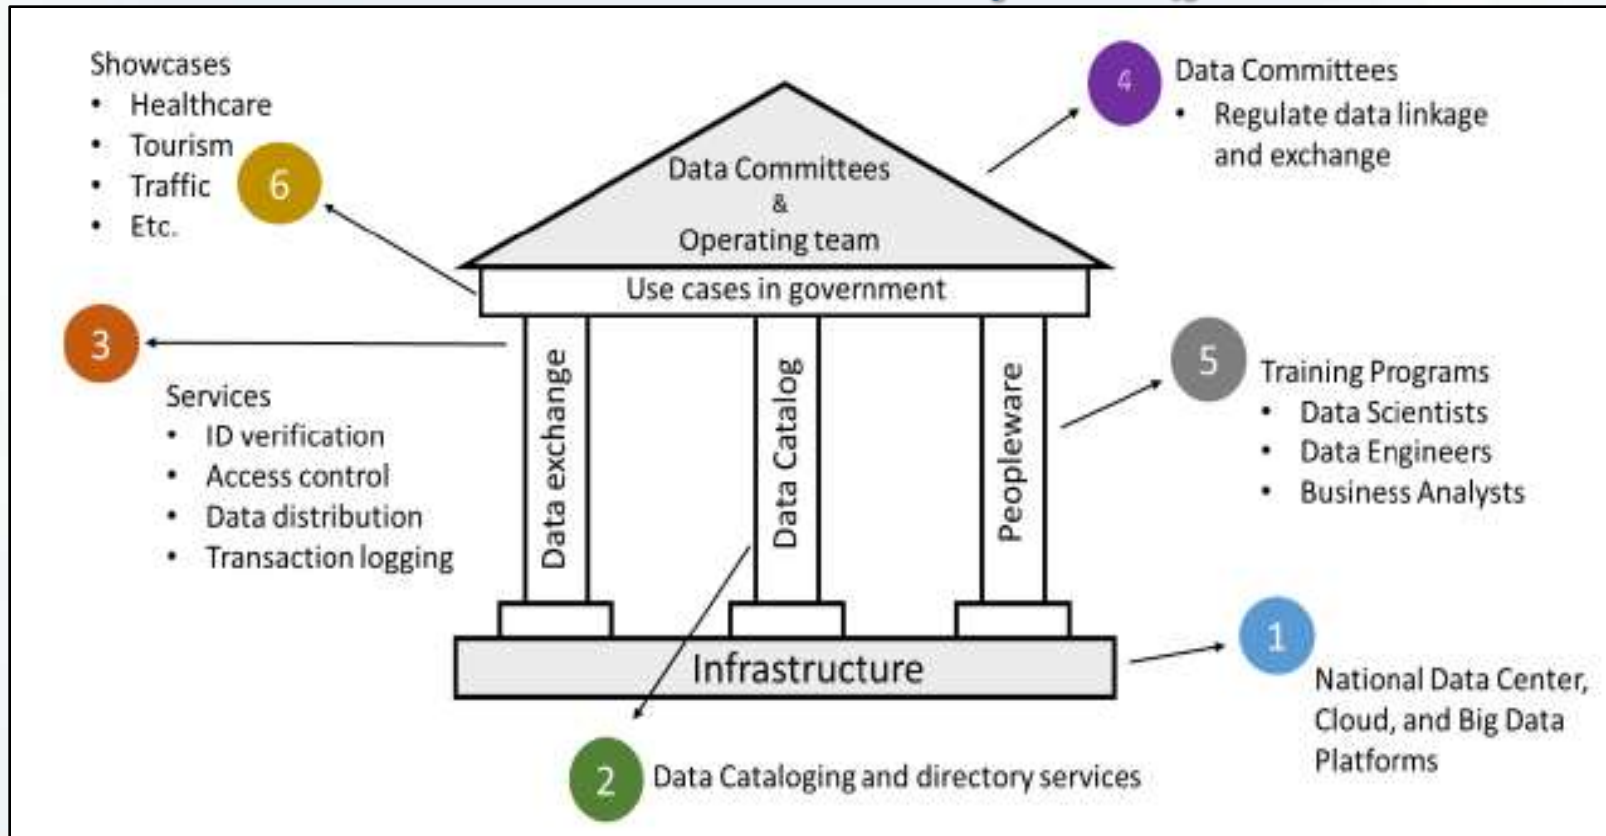 Showcases
• Healthcare
• Tourism
• Traffic
• Etc.
6
4
Data Committees
• Regulate data linkage
and exchange
Data Committees
&
Operating team
Use cases in government
3
Services
• ID verification
• Access control
• Data distribution
• Transaction logging
Data exchange
Data Catalog
Peopleware
5
Training Programs
• Data Scientists
• Data Engineers
• Business Analysts
Infrastructure
1
National Data Center,
Cloud, and Big Data
Platforms
2
Data Cataloging and directory services